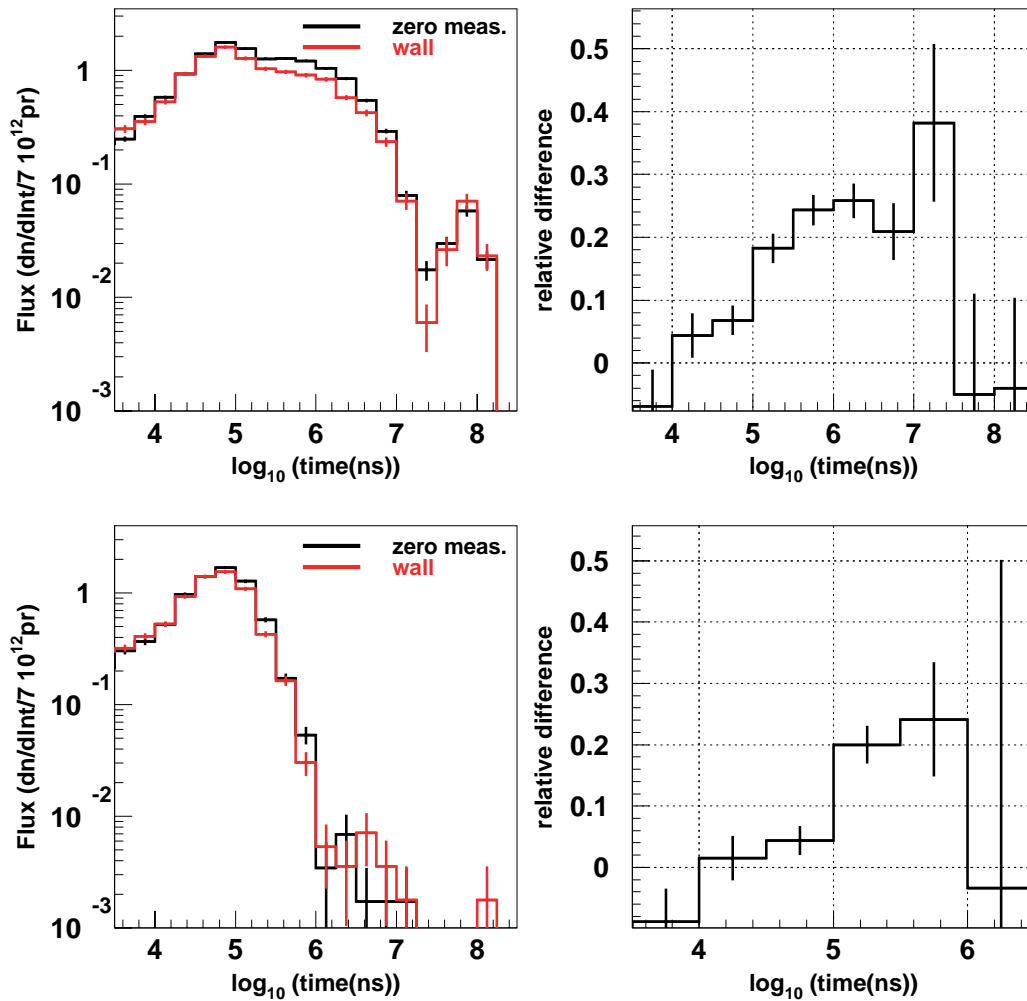 zero meas.
wall
Flux (dn/dlnt/7 10¹²pr)
1
10⁻¹
10⁻²
10⁻³
4 5 6 7 8
log₁₀ (time(ns))
relative difference
0.5
0.4
0.3
0.2
0.1
0
4 5 6 7 8
log₁₀ (time(ns))
zero meas.
wall
Flux (dn/dlnt/7 10¹²pr)
1
10⁻¹
10⁻²
10⁻³
4 5 6 7 8
log₁₀ (time(ns))
relative difference
0.5
0.4
0.3
0.2
0.1
0
4 5 6
log₁₀ (time(ns))